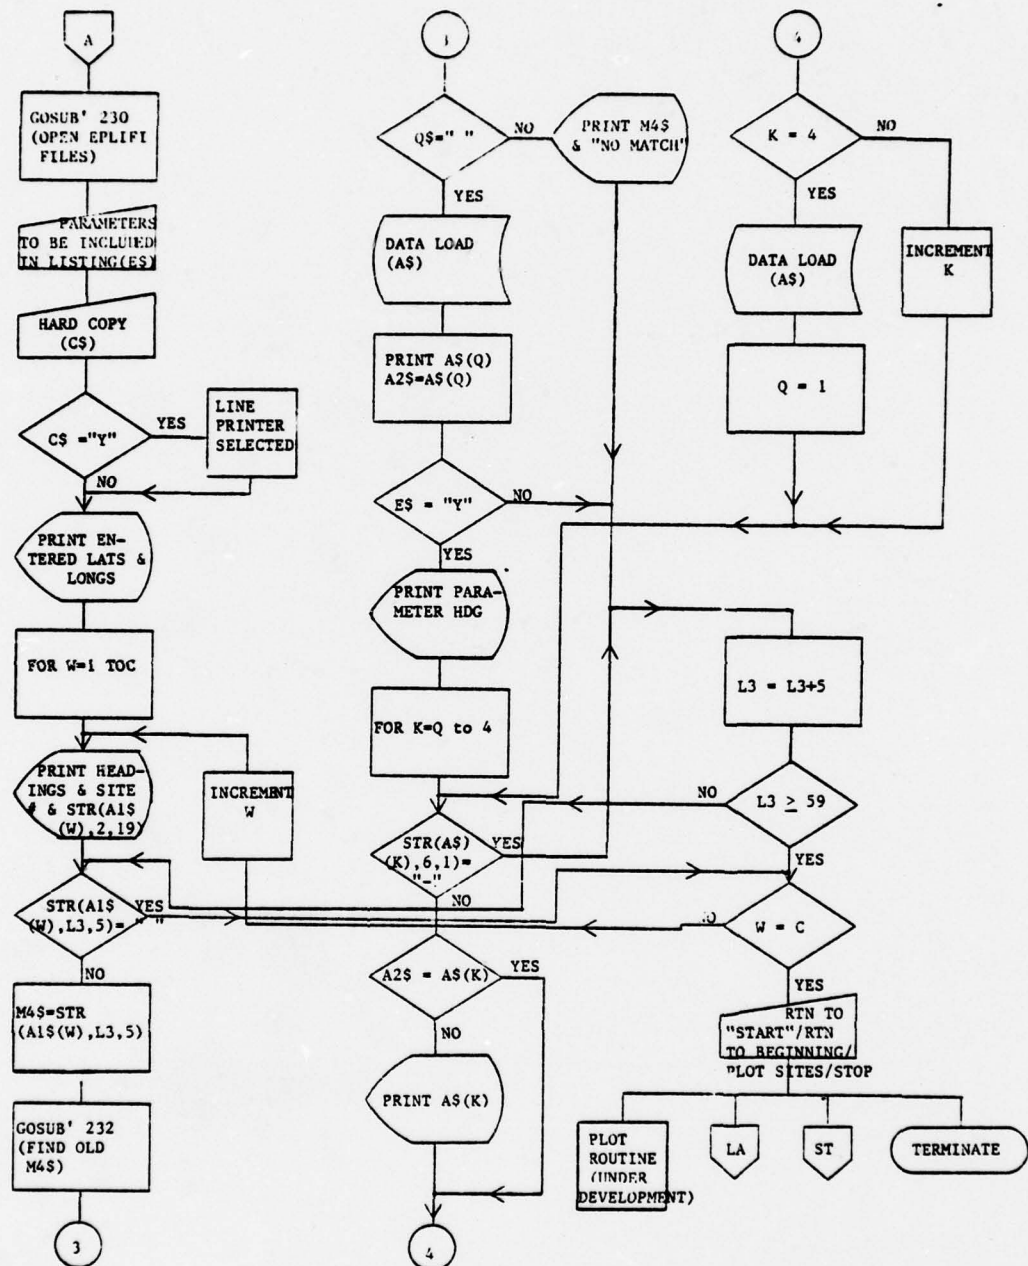 A
GOSUB' 230
(OPEN EPLIFI
FILES)
PARAMETERS
TO BE INCLUIED
IN LISTING(E$)
HARD COPY
(C$)
C$ ="Y"
YES
LINE
PRINTER
SELECTED
NO
PRINT EN-
TERED LATS &
LONGS
FOR W=1 TOC
PRINT HEAD-
INGS & SITE
# & STR(A1$
(W),2,19)
INCREMENT
W
STR(A1$
(W),L3,5)= " "
YES
NO
M4$=STR
(A1$(W),L3,5)
GOSUB' 232
(FIND OLD
M4$)
3
3
Q$=" "
NO
PRINT M4$
& "NO MATCH"
YES
DATA LOAD
(A$)
PRINT A$(Q)
A2$=A$(Q)
E$ = "Y"
NO
YES
PRINT PARA-
METER HDG
FOR K=Q to 4
STR(A$)
(K),6,1)=
"-"
YES
NO
A2$ = A$(K)
YES
NO
PRINT A$(K)
4
4
K = 4
NO
YES
DATA LOAD
(A$)
INCREMENT
K
Q = 1
L3 = L3+5
NO
L3 ≥ 59
YES
NO
W = C
YES
RTN TO
"START"/RTN
TO BEGINNING/
PLOT SITES/STOP
PLOT
ROUTINE
(UNDER
DEVELOPMENT)
LA
ST
TERMINATE